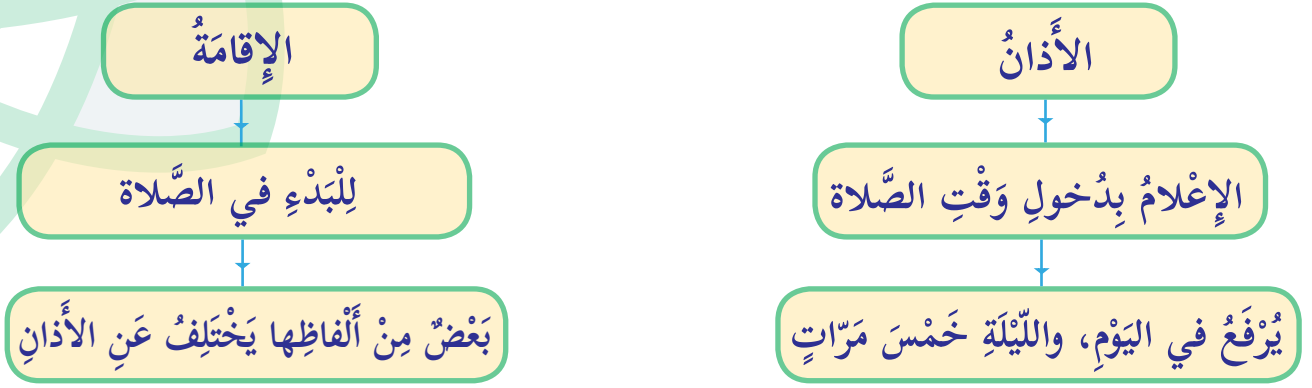 الأَذانُ
الإِعْلامُ بِدُخولِ وَقْتِ الصَّلاة
يُرْفَعُ في اليَوْمِ، واللّيْلَةِ خَمْسَ مَرّاتٍ
الإِقامَةُ
لِلْبَدْءِ في الصَّلاة
بَعْضٌ مِنْ أَلْفاظِها يَخْتَلِفُ عَنِ الأَذانِ